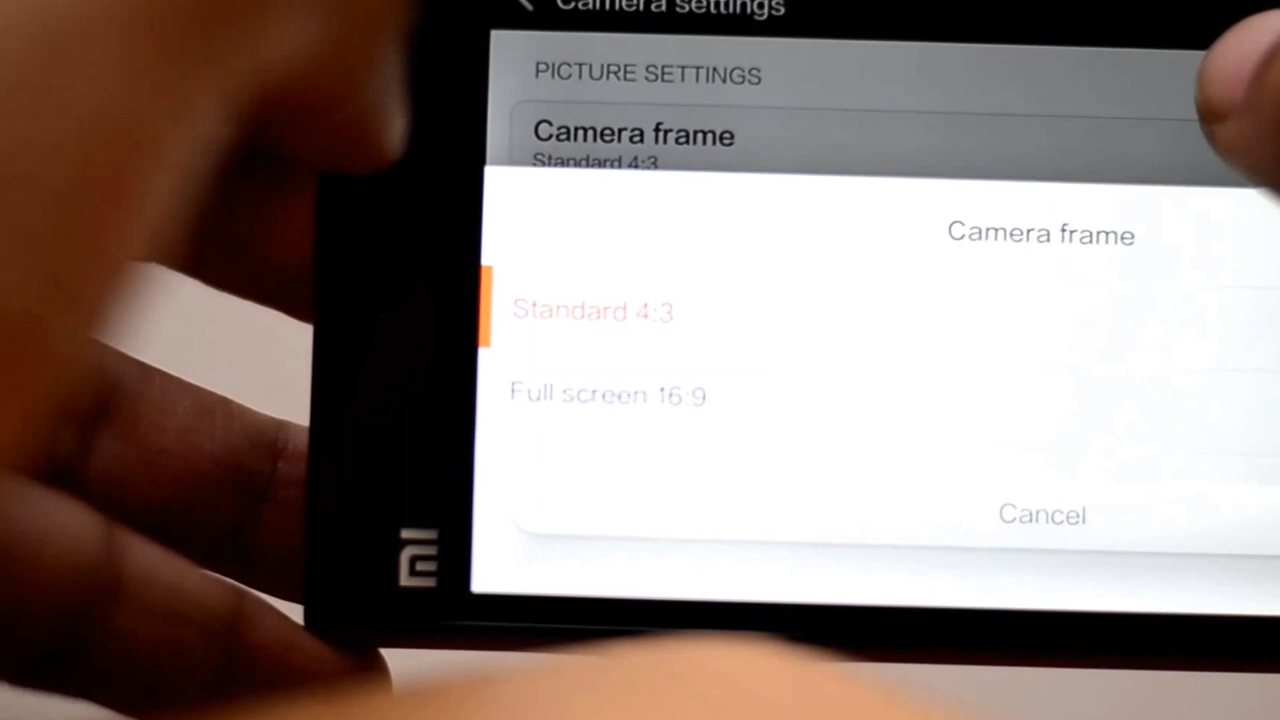 Camera settings
PICTURE SETTINGS
Camera frame
Standard 4:3
Camera frame
Standard 4:3
Full screen 16:9
Cancel
mi